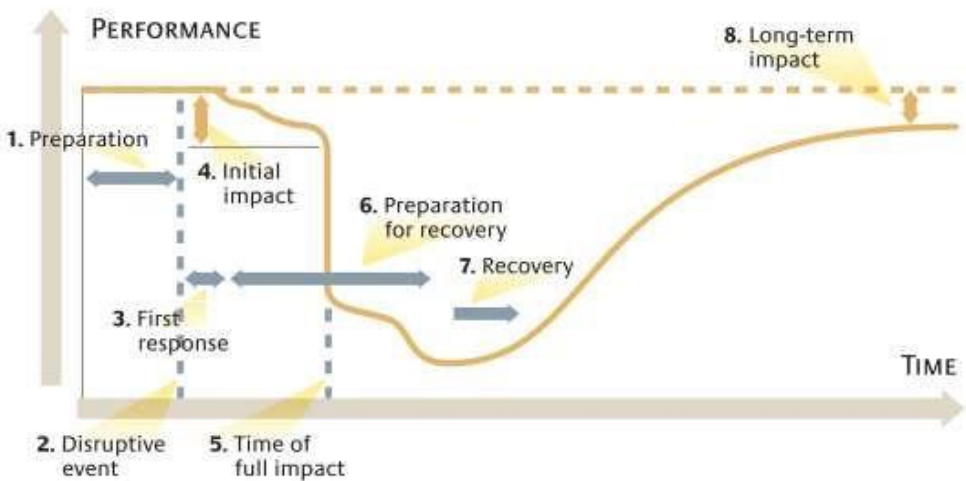 PERFORMANCE
8. Long-term
impact
1. Preparation
4. Initial
impact
6. Preparation
for recovery
7. Recovery
3. First
response
TIME
2. Disruptive
event
5. Time of
full impact